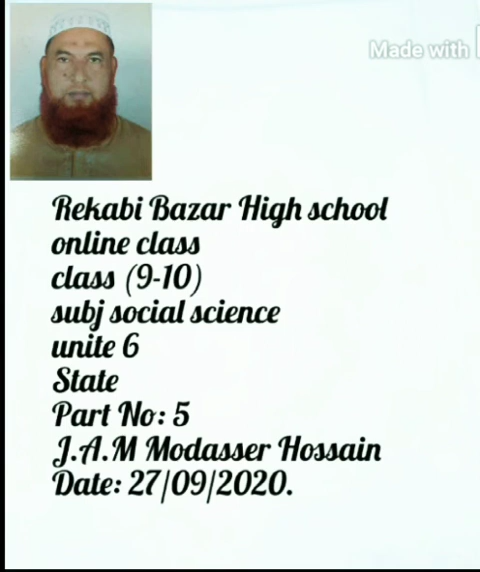 Made with
Rekabi Bazar High school
online class
class (9-10)
subj social science
unite 6
State
Part No: 5
J.A.M Modasser Hossain
Date: 27/09/2020.